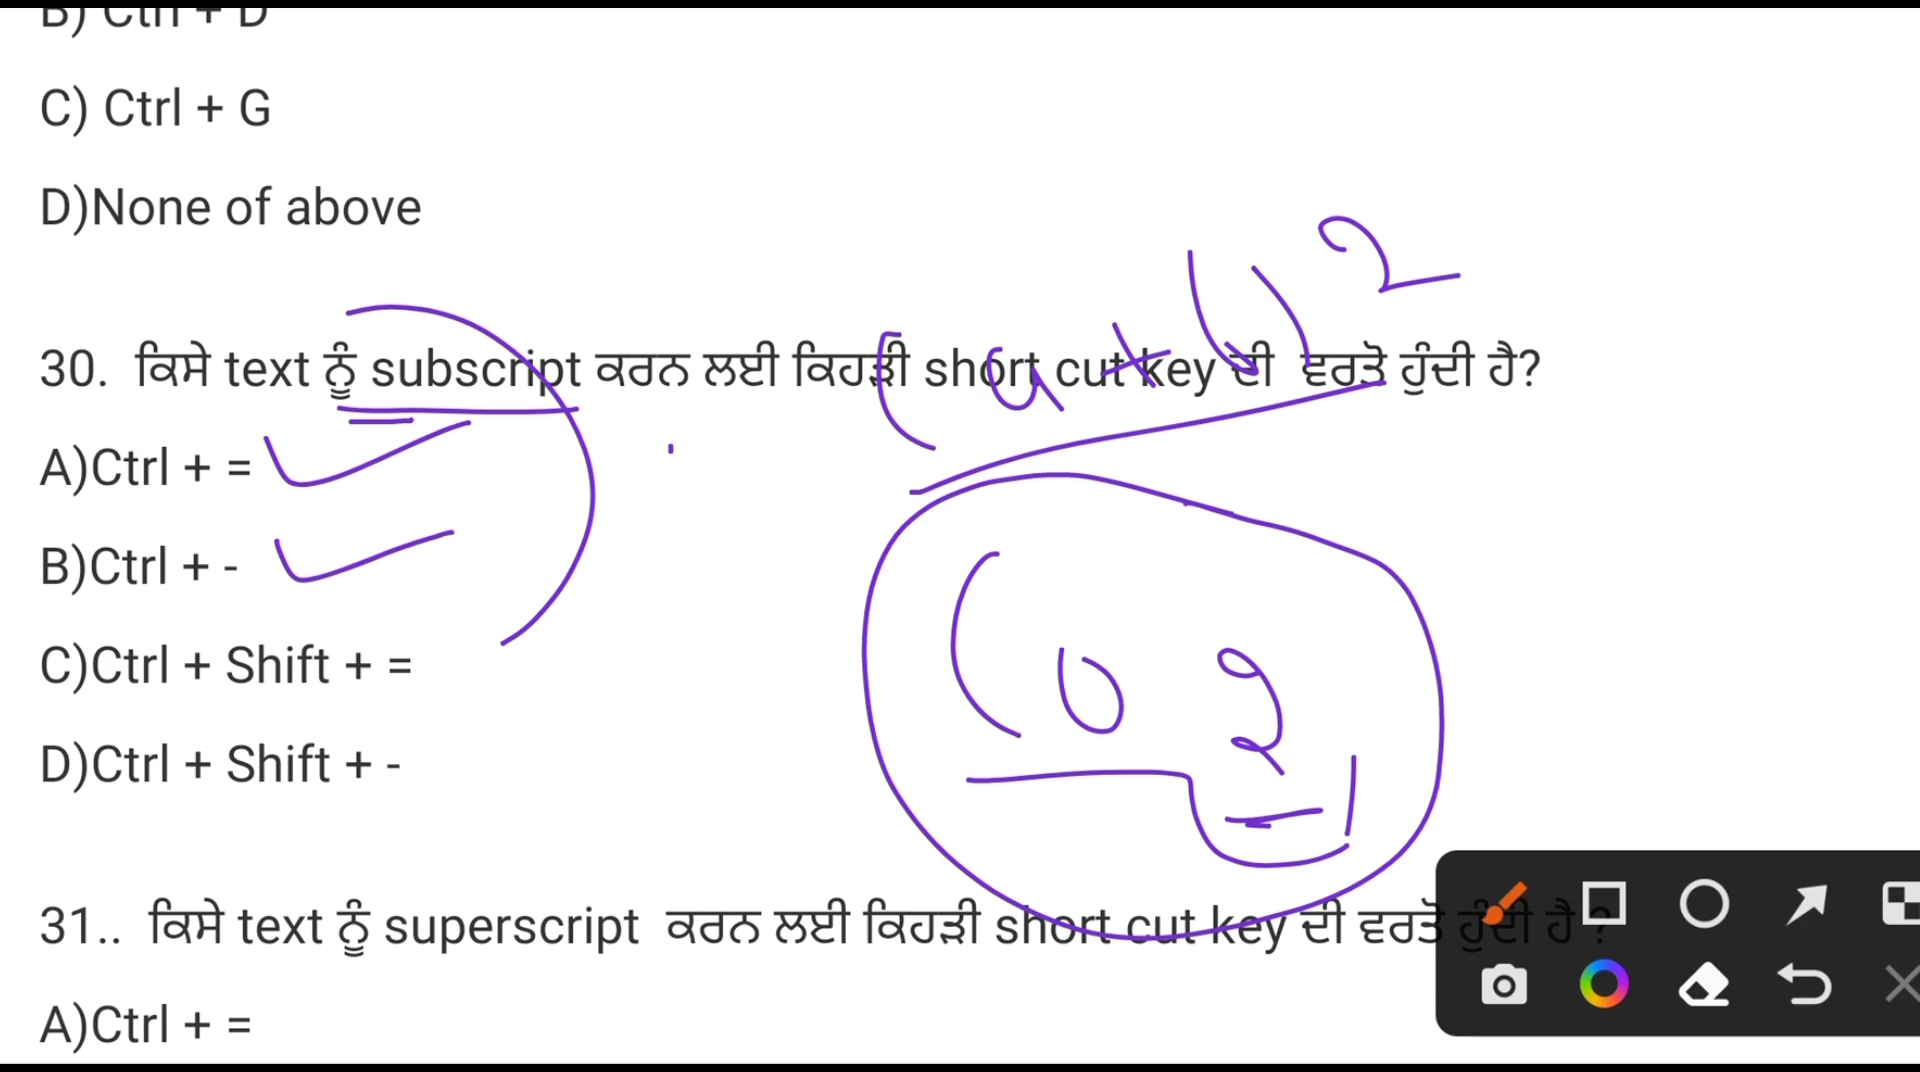 B) Ctrl + D
C) Ctrl + G
D)None of above
30. ਕਿਸੇ text ਨੂੰ subscript ਕਰਨ ਲਈ ਕਿਹੜੀ short cut key ਦੀ ਵਰਤੋ ਹੁੰਦੀ ਹੈ?
A)Ctrl + =
B)Ctrl + -
C)Ctrl + Shift + =
D)Ctrl + Shift + -
31.. ਕਿਸੇ text ਨੂੰ superscript ਕਰਨ ਲਈ ਕਿਹੜੀ short cut key ਦੀ ਵਰਤੋ ਹੁੰਦੀ ਹੈ ?
A)Ctrl + =